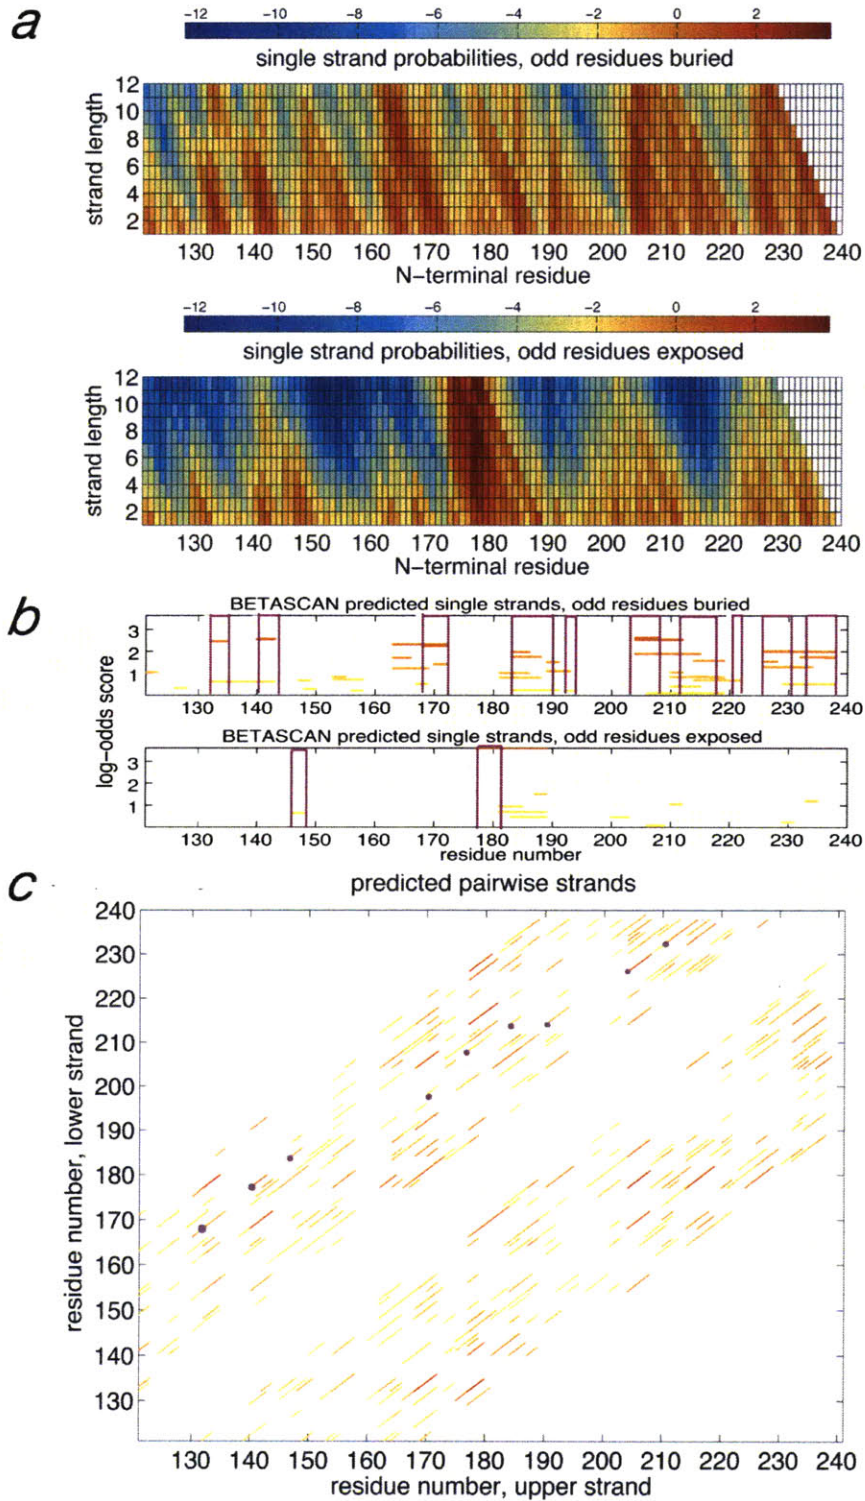 a
−12 −10 −8 −6 −4 −2 0 2
single strand probabilities, odd residues buried
12
10
8
6
4
2
strand length
130 140 150 160 170 180 190 200 210 220 230 240
N−terminal residue
−12 −10 −8 −6 −4 −2 0 2
single strand probabilities, odd residues exposed
12
10
8
6
4
2
strand length
130 140 150 160 170 180 190 200 210 220 230 240
N−terminal residue
b
BETASCAN predicted single strands, odd residues buried
3
2
1
130 140 150 160 170 180 190 200 210 220 230 240
log−odds score
BETASCAN predicted single strands, odd residues exposed
3
2
1
130 140 150 160 170 180 190 200 210 220 230 240
residue number
c
predicted pairwise strands
240
230
220
210
200
190
180
170
160
150
140
130
residue number, lower strand
130 140 150 160 170 180 190 200 210 220 230 240
residue number, upper strand